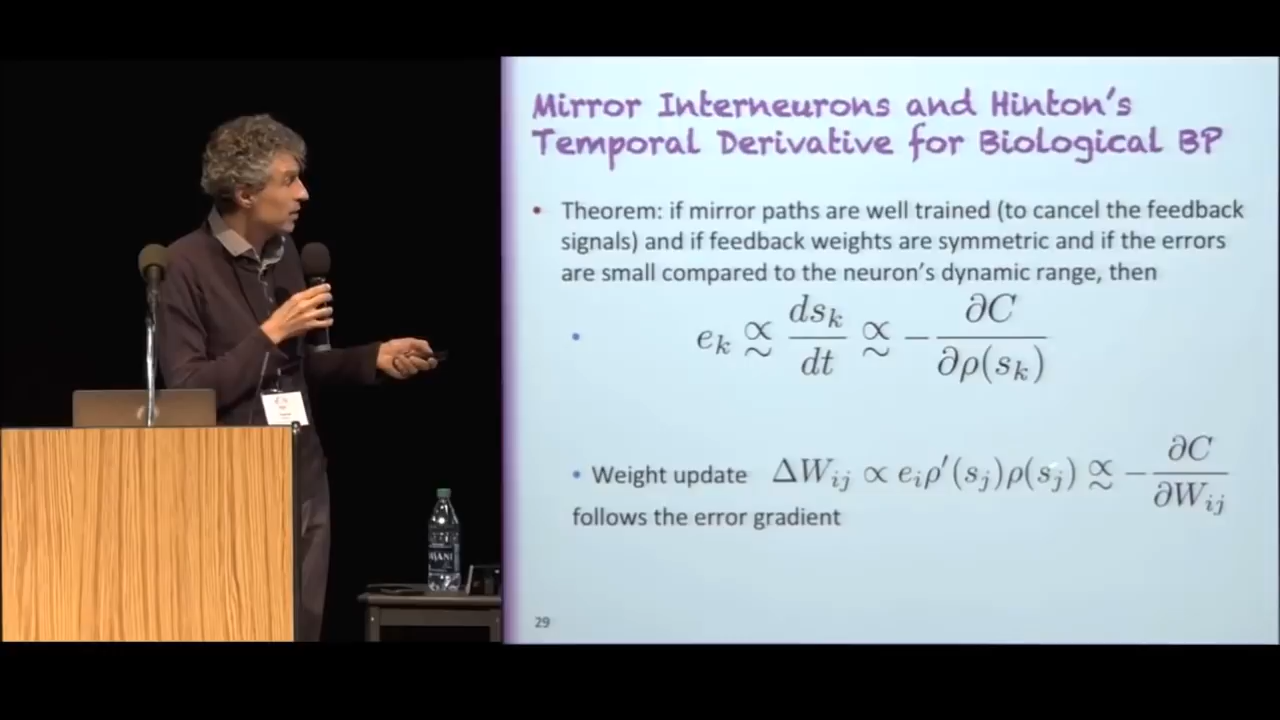 Mirror Interneurons and Hinton's
Temporal Derivative for Biological BP
• Theorem: if mirror paths are well trained (to cancel the feedback
signals) and if feedback weights are symmetric and if the errors
are small compared to the neuron's dynamic range, then
• e_k ⪅∝ ds_k/dt ⪅∝ −∂C/∂ρ(s_k)
• Weight update ΔW_ij ∝ e_iρ′(s_j)ρ(s_j) ⪅∝ −∂C/∂W_ij
follows the error gradient
29